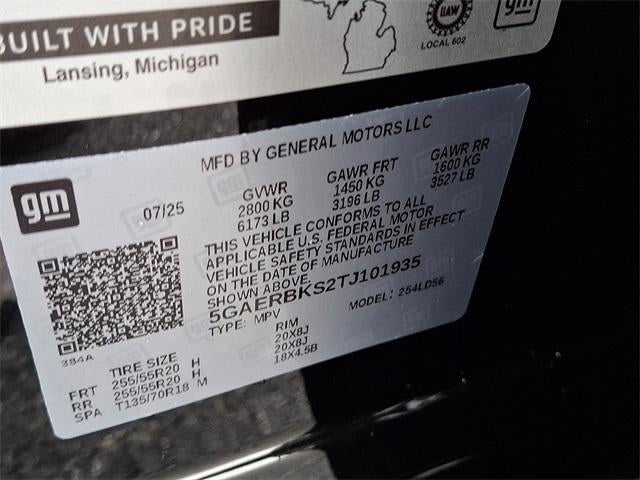 BUILT WITH PRIDE
Lansing, Michigan
UAW
LOCAL 602
gm
MFD BY GENERAL MOTORS LLC
gm
07/25
GVWR
2800 KG
6173 LB
GAWR FRT
1450 KG
3196 LB
GAWR RR
1600 KG
3527 LB
THIS VEHICLE CONFORMS TO ALL
APPLICABLE U.S. FEDERAL MOTOR
VEHICLE SAFETY STANDARDS IN EFFECT
ON THE DATE OF MANUFACTURE
SHOWN ABOVE.
5GAERBKS2TJ101935
TYPE: MPV
MODEL: 254LD56
384A
TIRE SIZE
RIM
FRT 255/55R20 H 20X8J
RR 255/55R20 H 20X8J
SPA T135/70R18 M 18X4.5B